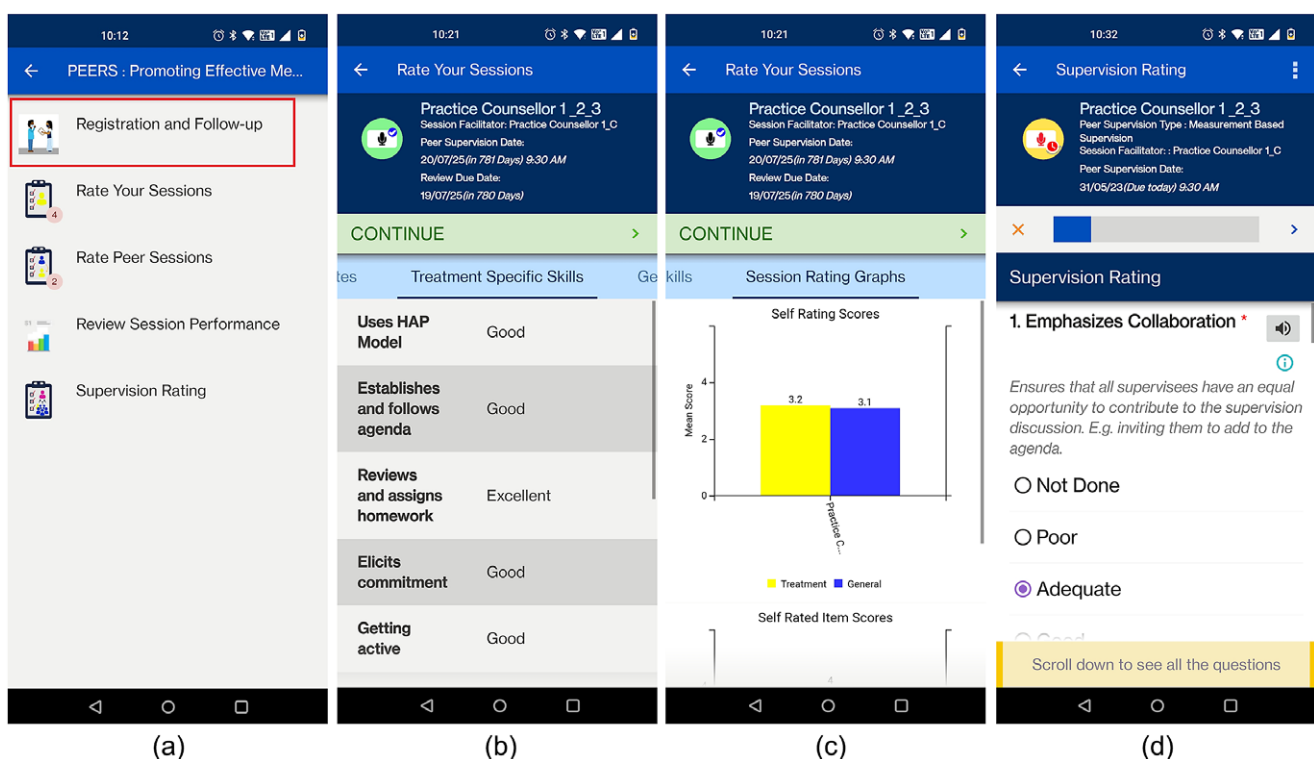 10:12
PEERS : Promoting Effective Me...
Registration and Follow-up
Rate Your Sessions
4
Rate Peer Sessions
2
Review Session Performance
Supervision Rating
(a)
10:21
Rate Your Sessions
Practice Counsellor 1_2_3
Session Facilitator: Practice Counsellor 1_C
Peer Supervision Date:
20/07/25(in 781 Days) 9:30 AM
Review Due Date:
19/07/25(in 780 Days)
CONTINUE
tes Treatment Specific Skills Ge
Uses HAP
Model
Good
Establishes
and follows
agenda
Good
Reviews
and assigns
homework
Excellent
Elicits
commitment
Good
Getting
active
Good
(b)
10:21
Rate Your Sessions
Practice Counsellor 1_2_3
Session Facilitator: Practice Counsellor 1_C
Peer Supervision Date:
20/07/25(in 781 Days) 9:30 AM
Review Due Date:
19/07/25(in 780 Days)
CONTINUE
kills Session Rating Graphs
Self Rating Scores
Mean Score
4
2
0
3.2
3.1
Practice C...
Treatment General
Self Rated Item Scores
4
(c)
10:32
Supervision Rating
Practice Counsellor 1_2_3
Peer Supervision Type : Measurement Based
Supervision
Session Facilitator: : Practice Counsellor 1_C
Peer Supervision Date:
31/05/23(Due today) 9:30 AM
Supervision Rating
1. Emphasizes Collaboration *
Ensures that all supervisees have an equal
opportunity to contribute to the supervision
discussion. E.g. inviting them to add to the
agenda.
Not Done
Poor
Adequate
Good
Scroll down to see all the questions
(d)